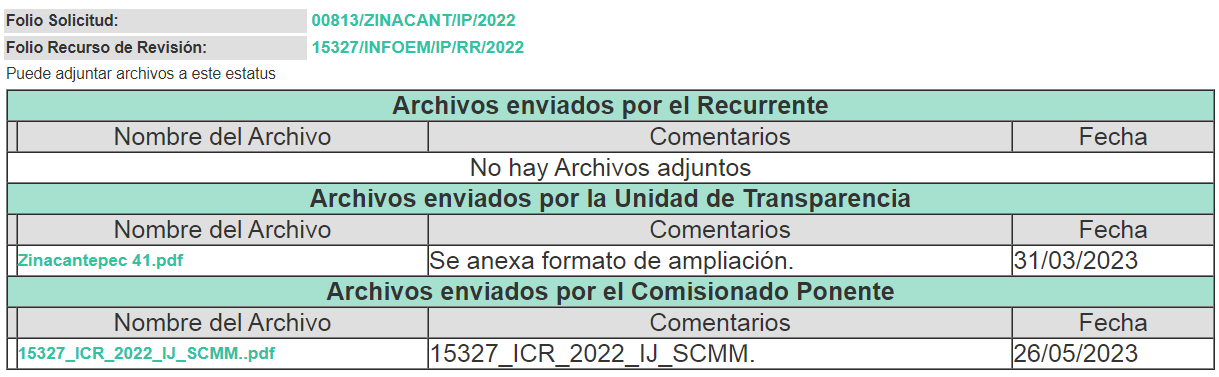 Folio Solicitud: 00813/ZINACANT/IP/2022
Folio Recurso de Revisión: 15327/INFOEM/IP/RR/2022
Puede adjuntar archivos a este estatus
Archivos enviados por el Recurrente
Nombre del Archivo Comentarios Fecha
No hay Archivos adjuntos
Archivos enviados por la Unidad de Transparencia
Nombre del Archivo Comentarios Fecha
Zinacantepec 41.pdf Se anexa formato de ampliación. 31/03/2023
Archivos enviados por el Comisionado Ponente
Nombre del Archivo Comentarios Fecha
15327_ICR_2022_IJ_SCMM..pdf 15327_ICR_2022_IJ_SCMM. 26/05/2023